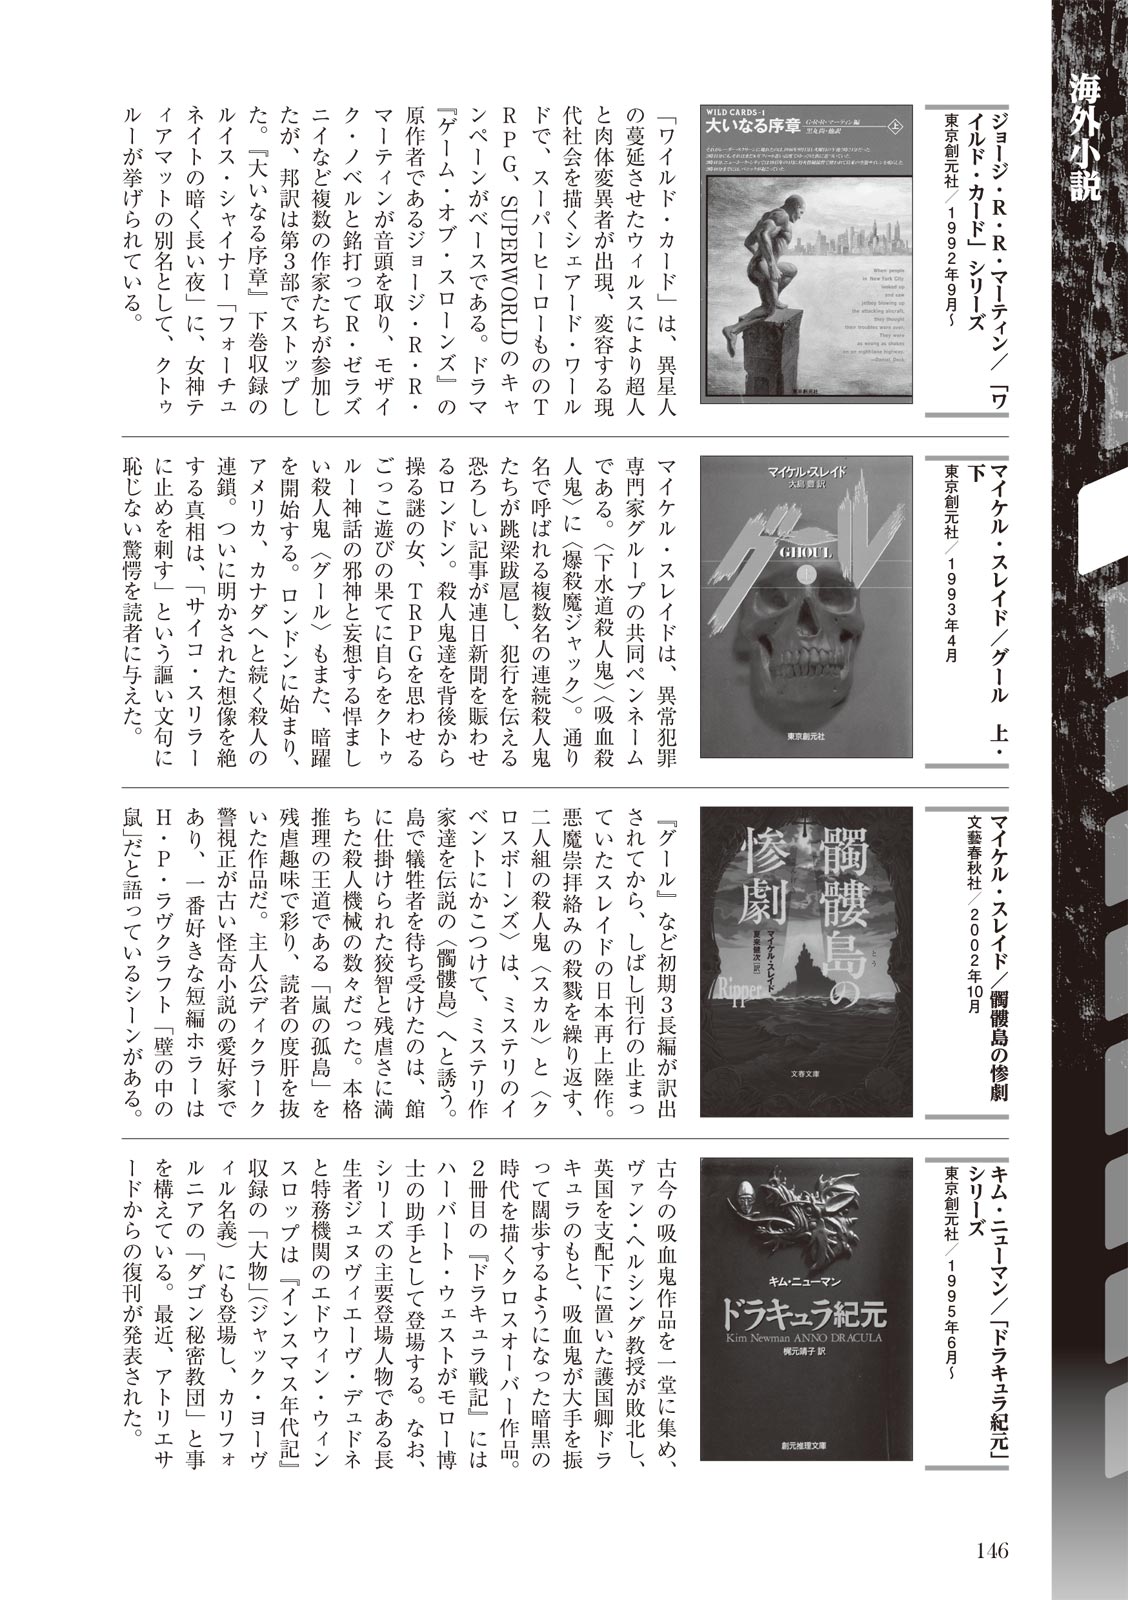 海外小説
ジョージ・R・R・マーティン／「ワ
イルド・カード」シリーズ
東京創元社／1992年9月～
WILD CARDS・1
大いなる序章
G・R・R・マーティン編
黒丸尚・他訳
上
When people
in New York City
looked up
and saw
jetboy blowing up
the attacking aircraft,
they thought
their troubles were over.
They were
as wrong as shakes
on an eight-lane highway.
—Daniel Deck
東京創元社
「ワイルド・カード」は、異星人
の蔓延させたウィルスにより超人
と肉体変異者が出現、変容する現
代社会を描くシェアード・ワール
ドで、スーパーヒーローもののT
RPG、SUPERWORLDのキャ
ンペーンがベースである。ドラマ
『ゲーム・オブ・スローンズ』の
原作者であるジョージ・R・R・
マーティンが音頭を取り、モザイ
ク・ノベルと銘打ってR・ゼラズ
ニイなど複数の作家たちが参加し
たが、邦訳は第3部でストップし
た。『大いなる序章』下巻収録の
ルイス・シャイナー「フォーチュ
ネイトの暗く長い夜」に、女神テ
ィアマットの別名として、クトゥ
ルーが挙げられている。
マイケル・スレイド／グール　上・
下
東京創元社／1993年4月
マイケル・スレイド
大島豊 訳
グール
GHOUL
上
東京創元社
マイケル・スレイドは、異常犯罪
専門家グループの共同ペンネーム
である。〈下水道殺人鬼〉〈吸血殺
人鬼〉に〈爆殺魔ジャック〉。通り
名で呼ばれる複数名の連続殺人鬼
たちが跳梁跋扈し、犯行を伝える
恐ろしい記事が連日新聞を賑わせ
るロンドン。殺人鬼達を背後から
操る謎の女、TRPGを思わせる
ごっこ遊びの果てに自らをクトゥ
ルー神話の邪神と妄想する悍まし
い殺人鬼〈グール〉もまた、暗躍
を開始する。ロンドンに始まり、
アメリカ、カナダへと続く殺人の
連鎖。ついに明かされた想像を絶
する真相は、「サイコ・スリラー
に止めを刺す」という謳い文句に
恥じない驚愕を読者に与えた。
マイケル・スレイド／髑髏島の惨劇
文藝春秋社／2002年10月
髑髏島の
とう
惨劇
マイケル・スレイド
夏来健次［訳］
Ripper
文春文庫
『グール』など初期3長編が訳出
されてから、しばし刊行の止まっ
ていたスレイドの日本再上陸作。
悪魔崇拝絡みの殺戮を繰り返す、
二人組の殺人鬼〈スカル〉と〈ク
ロスボーンズ〉は、ミステリのイ
ベントにかこつけて、ミステリ作
家達を伝説の〈髑髏島〉へと誘う。
島で犠牲者を待ち受けたのは、館
に仕掛けられた狡智と残虐さに満
ちた殺人機械の数々だった。本格
推理の王道である「嵐の孤島」を
残虐趣味で彩り、読者の度肝を抜
いた作品だ。主人公ディクラーク
警視正が古い怪奇小説の愛好家で
あり、一番好きな短編ホラーは
H・P・ラヴクラフト「壁の中の
鼠」だと語っているシーンがある。
キム・ニューマン／「ドラキュラ紀元」
シリーズ
東京創元社／1995年6月～
キム・ニューマン
ドラキュラ紀元
Kim Newman ANNO DRACULA
梶元靖子 訳
創元推理文庫
古今の吸血鬼作品を一堂に集め、
ヴァン・ヘルシング教授が敗北し、
英国を支配下に置いた護国卿ドラ
キュラのもと、吸血鬼が大手を振
って闊歩するようになった暗黒の
時代を描くクロスオーバー作品。
2冊目の『ドラキュラ戦記』には
ハーバート・ウェストがモロー博
士の助手として登場する。なお、
シリーズの主要登場人物である長
生者ジュヌヴィエーヴ・デュドネ
と特務機関のエドウィン・ウィン
スロップは『インスマス年代記』
収録の「大物」（ジャック・ヨーヴ
ィル名義）にも登場し、カリフォ
ルニアの「ダゴン秘密教団」と事
を構えている。最近、アトリエサ
ードからの復刊が発表された。
146